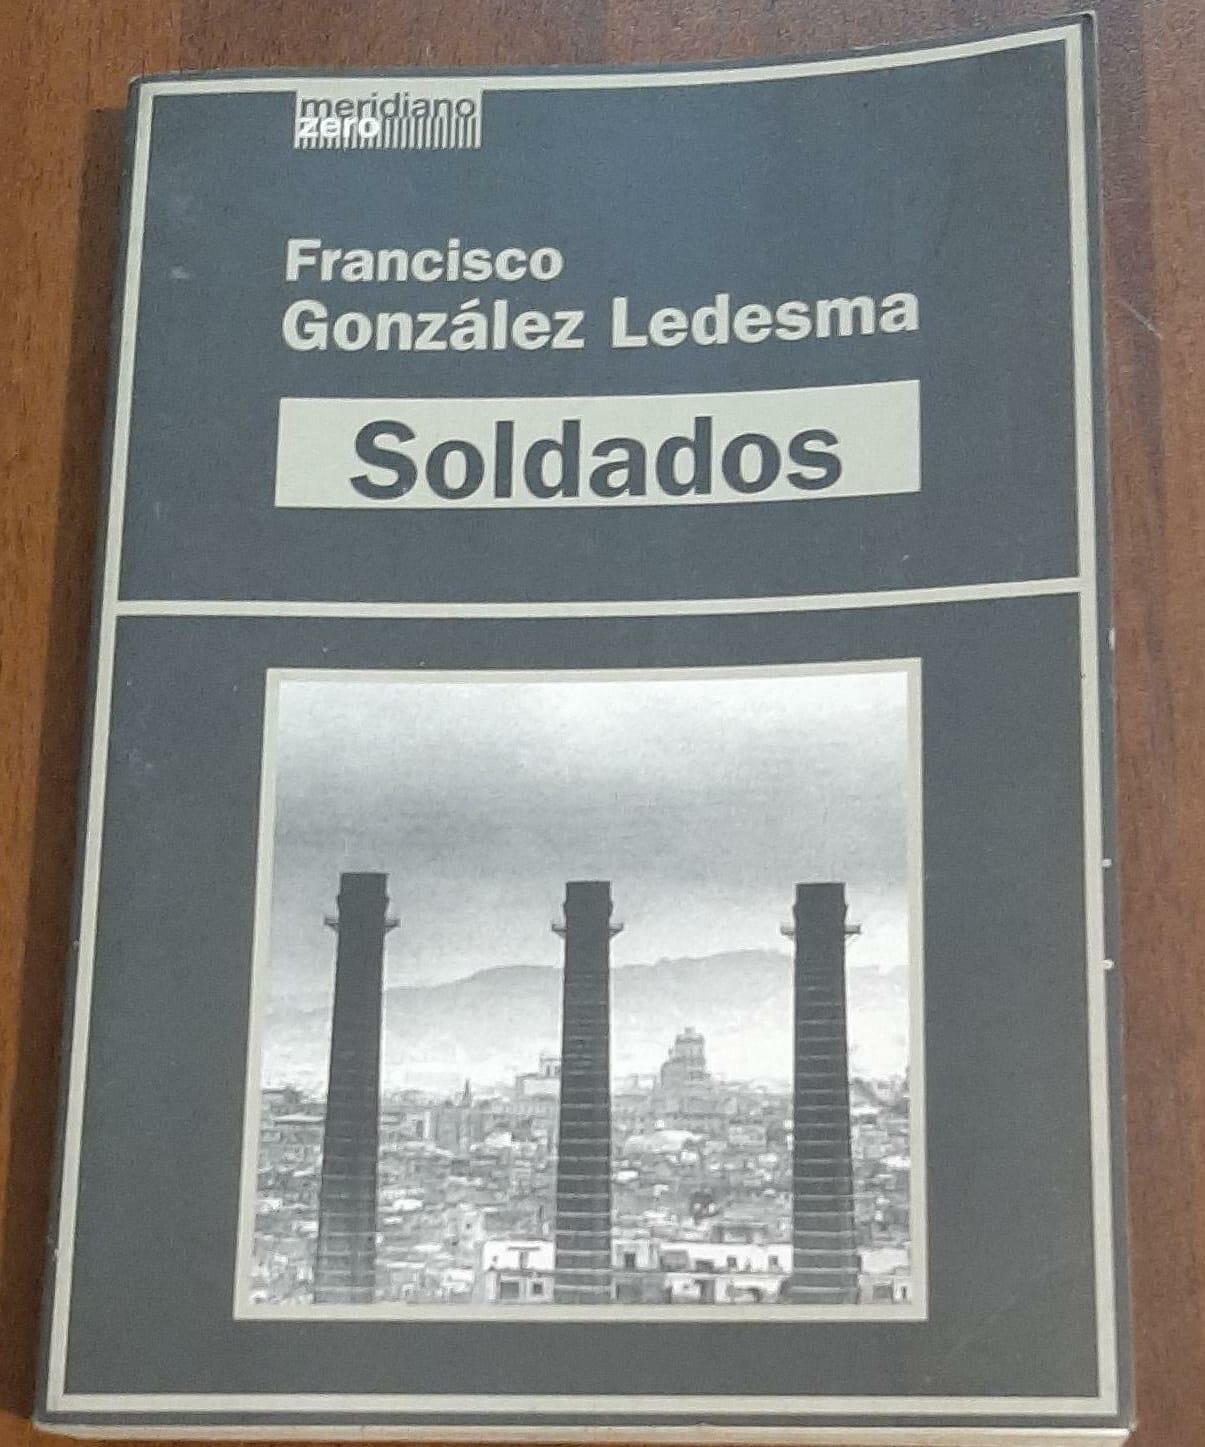 meridiano
zero
Francisco
González Ledesma
Soldados